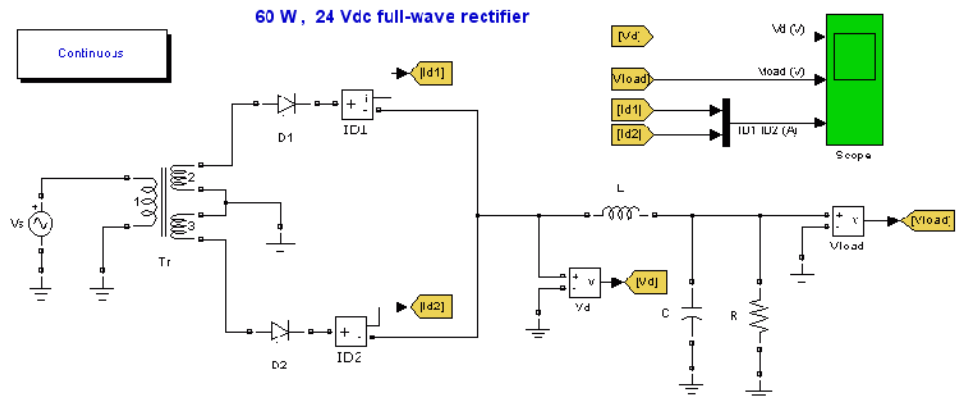 60 W , 24 Vdc full-wave rectifier
Continuous
[Id1]
[Vd]
Vload]
[Id1]
[Id2]
Vd (V)
Vload (V)
ID1 ID2 (A)
Scope
D1
+ - i
ID1
Vs
+
1
2
3
Tr
L
+ - v
Vload
[Vload]
+ - v
Vd
[Vd]
C
R
[Id2]
D2
+ - i
ID2